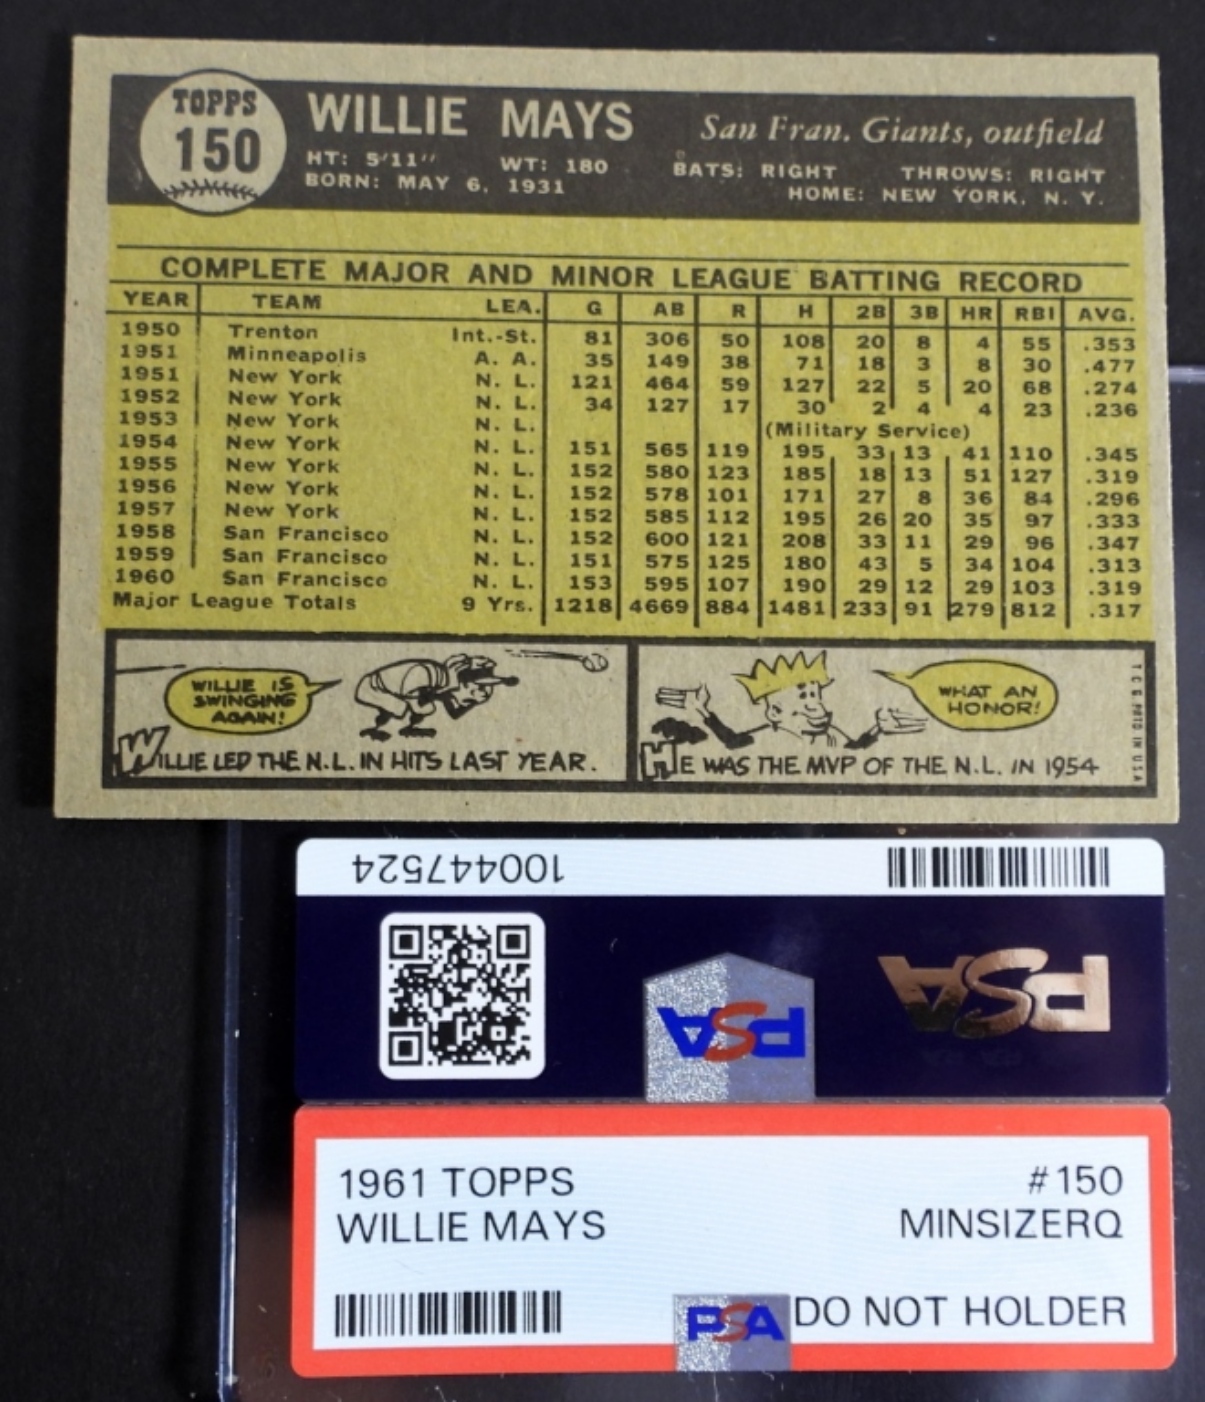 TOPPS
150
WILLIE MAYS
San Fran. Giants, outfield
HT: 5'11" WT: 180 BATS: RIGHT THROWS: RIGHT
BORN: MAY 6, 1931 HOME: NEW YORK, N. Y.
COMPLETE MAJOR AND MINOR LEAGUE BATTING RECORD
YEAR TEAM LEA. G AB R H 2B 3B HR RBI AVG.
1950 Trenton Int.-St. 81 306 50 108 20 8 4 55 .353
1951 Minneapolis A. A. 35 149 38 71 18 3 8 30 .477
1951 New York N. L. 121 464 59 127 22 5 20 68 .274
1952 New York N. L. 34 127 17 30 2 4 4 23 .236
1953 New York N. L. (Military Service)
1954 New York N. L. 151 565 119 195 33 13 41 110 .345
1955 New York N. L. 152 580 123 185 18 13 51 127 .319
1956 New York N. L. 152 578 101 171 27 8 36 84 .296
1957 New York N. L. 152 585 112 195 26 20 35 97 .333
1958 San Francisco N. L. 152 600 121 208 33 11 29 96 .347
1959 San Francisco N. L. 151 575 125 180 43 5 34 104 .313
1960 San Francisco N. L. 153 595 107 190 29 12 29 103 .319
Major League Totals 9 Yrs. 1218 4669 884 1481 233 91 279 812 .317
WILLIE IS
SWINGING
AGAIN!
WILLIE LED THE N.L. IN HITS LAST YEAR.
WHAT AN
HONOR!
HE WAS THE MVP OF THE N.L. IN 1954
T.C.G. PRTD IN U.S.A.
100447524
PSA
PSA
1961 TOPPS #150
WILLIE MAYS MINSIZERQ
PSA DO NOT HOLDER